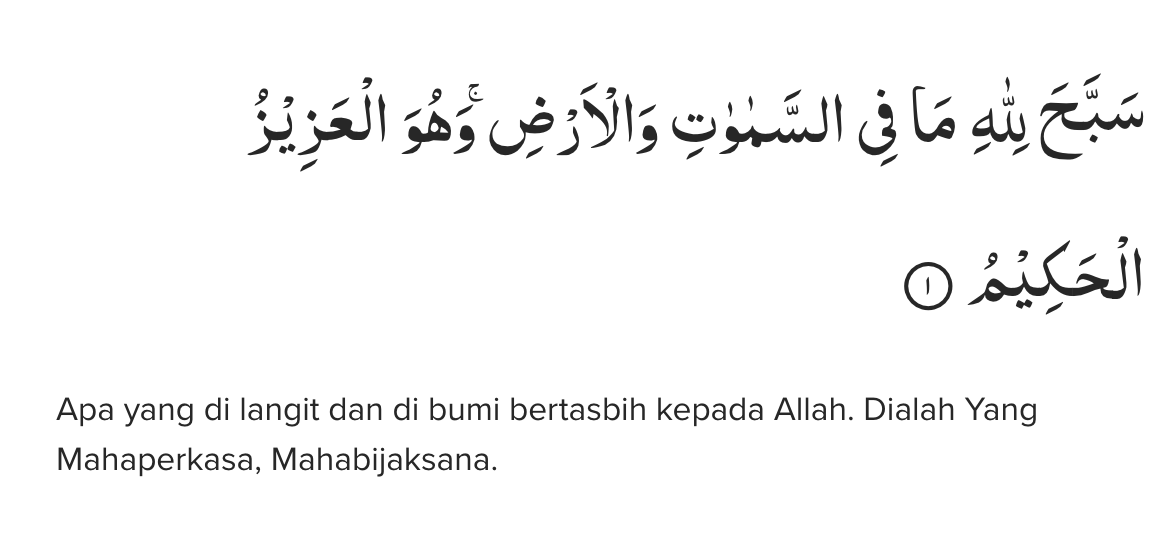 سَبَّحَ لِلّٰهِ مَا فِى السَّمٰوٰتِ وَالْاَرْضِۚ وَهُوَ الْعَزِيْزُ
الْحَكِيْمُ ١
Apa yang di langit dan di bumi bertasbih kepada Allah. Dialah Yang
Mahaperkasa, Mahabijaksana.